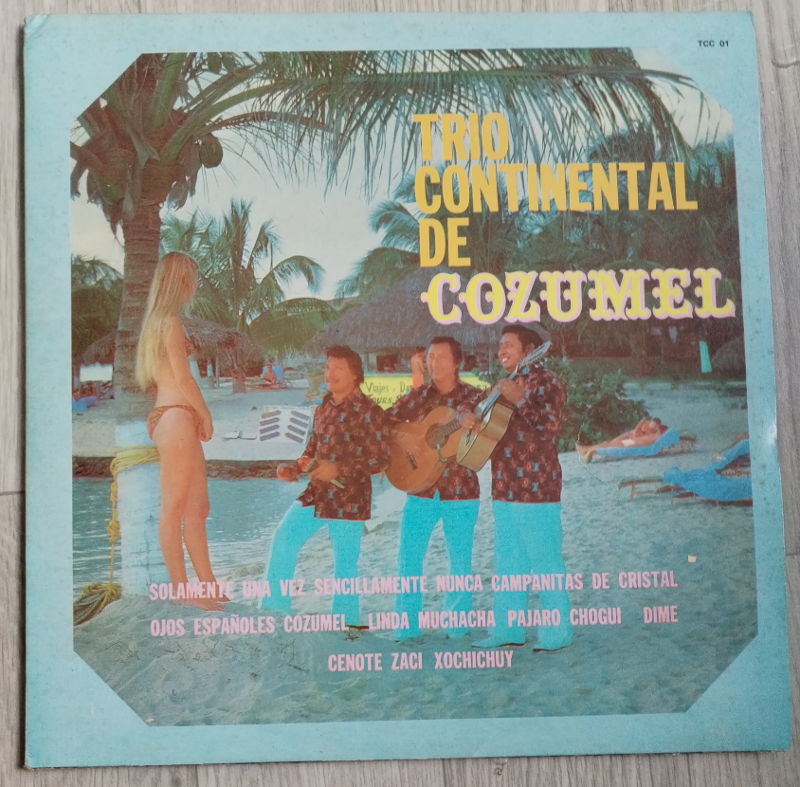 TCC 01
TRIO
CONTINENTAL
DE
COZUMEL
Viajes
SOLAMENTE UNA VEZ SENCILLAMENTE NUNCA CAMPANITAS DE CRISTAL
OJOS ESPAÑOLES COZUMEL LINDA MUCHACHA PAJARO CHOGUI DIME
CENOTE ZACI XOCHICHUY